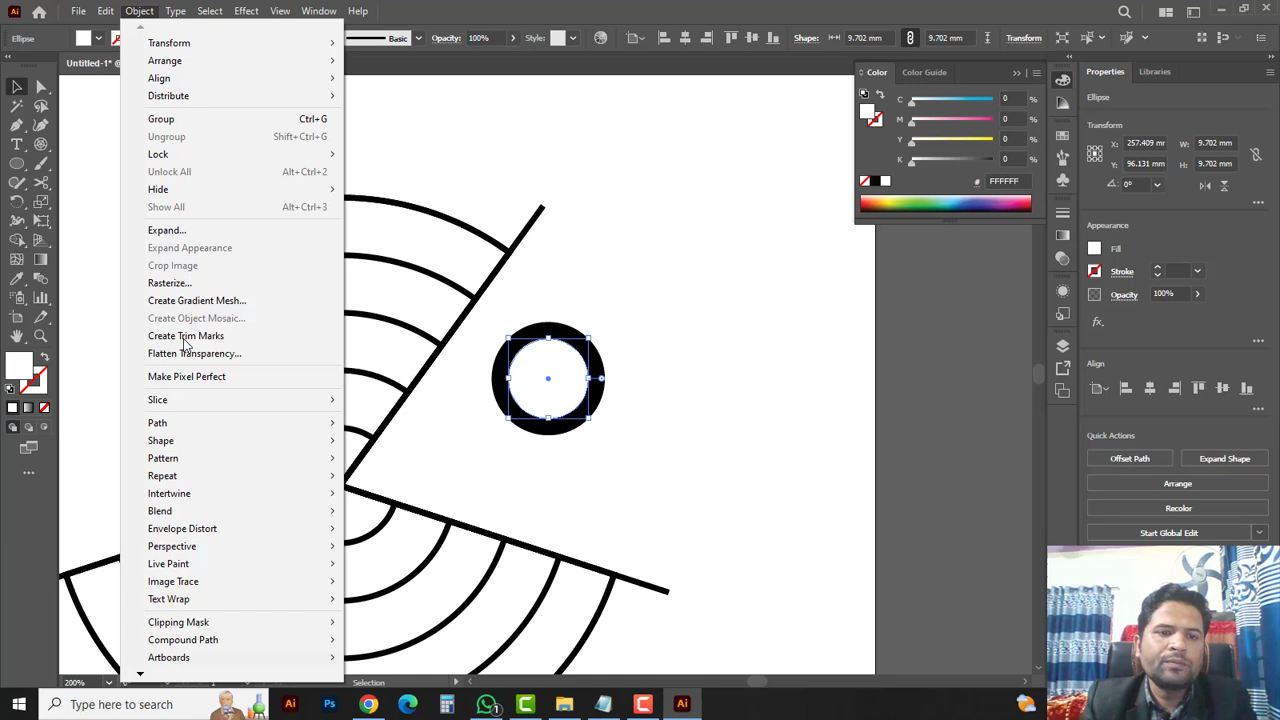 File Edit Object Type Select Effect View Window Help
Ellipse Basic Opacity: 100% Style: Shape: 9.702 mm 9.702 mm Transform
Untitled-1*
Transform
Arrange
Align
Distribute
Group Ctrl+G
Ungroup Shift+Ctrl+G
Lock
Unlock All Alt+Ctrl+2
Hide
Show All Alt+Ctrl+3
Expand...
Expand Appearance
Crop Image
Rasterize...
Create Gradient Mesh...
Create Object Mosaic...
Create Trim Marks
Flatten Transparency...
Make Pixel Perfect
Slice
Path
Shape
Pattern
Repeat
Intertwine
Blend
Envelope Distort
Perspective
Live Paint
Image Trace
Text Wrap
Clipping Mask
Compound Path
Artboards
Color Color Guide
C 0 %
M 0 %
Y 0 %
K 0 %
# FFFFFF
Properties Libraries
Ellipse
Transform
X: 257.409 mm W: 9.702 mm
Y: 96.131 mm H: 9.702 mm
0°
Appearance
Fill
Stroke
Opacity 100%
fx.
Align
Quick Actions
Offset Path Expand Shape
Arrange
Recolor
Start Global Edit
200% Selection
Type here to search